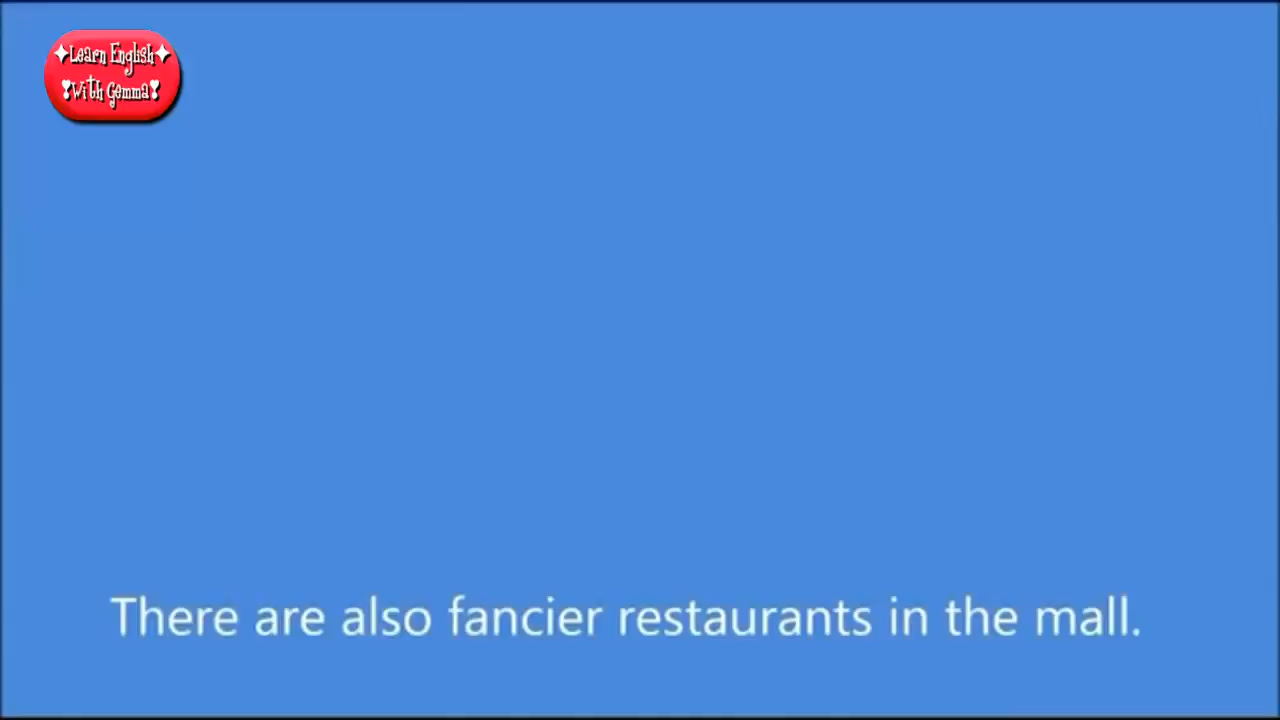 ✦Learn English✦
❣With Gemma❣
There are also fancier restaurants in the mall.